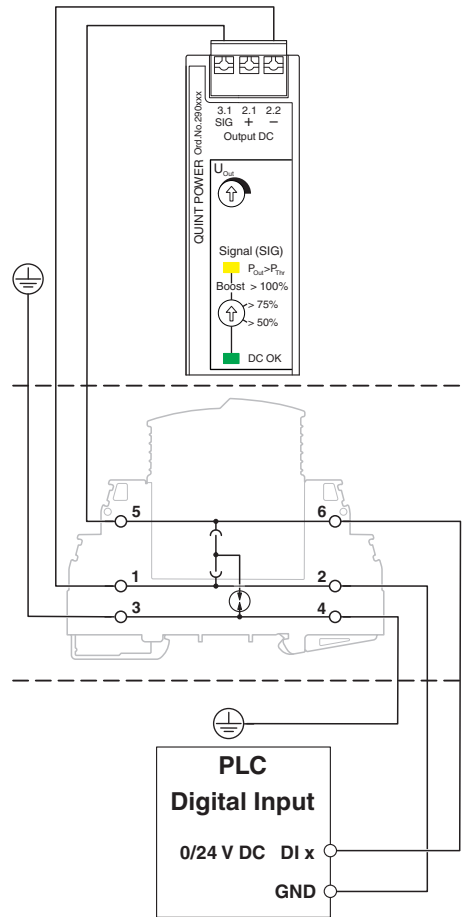 3.1 2.1 2.2
SIG + −
Output DC
QUINT POWER Ord.No.290xxx
UOut
Signal (SIG)
POut>PThr
Boost > 100%
> 75%
> 50%
DC OK
5 6
1 2
3 4
PLC
Digital Input
0/24 V DC DI x
GND